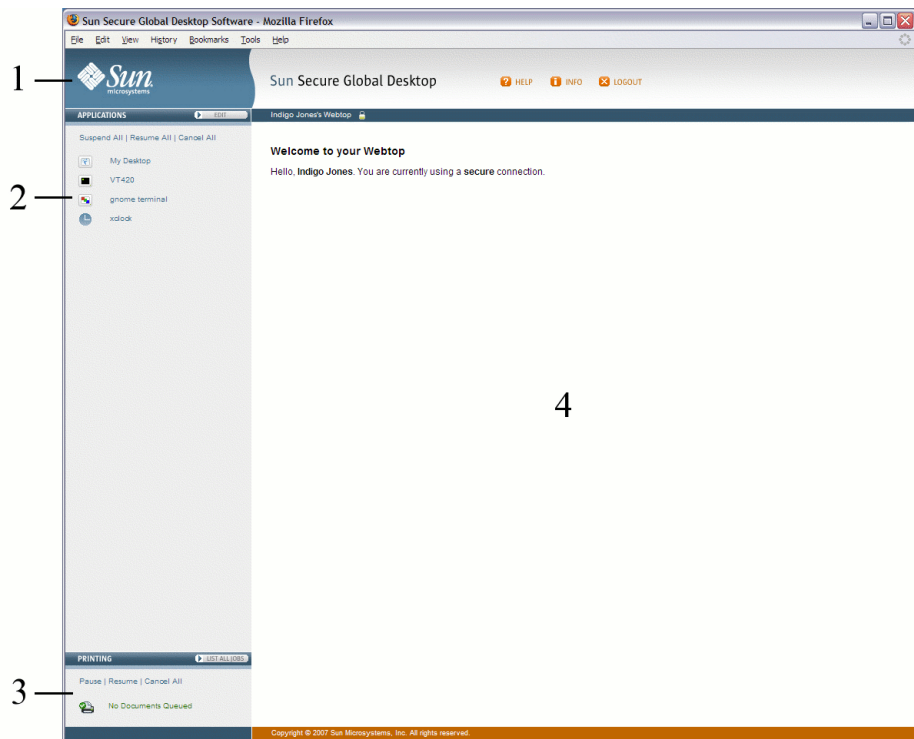 Sun Secure Global Desktop Software - Mozilla Firefox
File Edit View History Bookmarks Tools Help
1
Sun
microsystems
Sun Secure Global Desktop
HELP INFO LOGOUT
APPLICATIONS EDIT
Indigo Jones's Webtop
Suspend All | Resume All | Cancel All
Welcome to your Webtop
My Desktop
Hello, Indigo Jones. You are currently using a secure connection.
VT420
2
gnome terminal
xclock
4
PRINTING LIST ALL JOBS
Pause | Resume | Cancel All
3
No Documents Queued
Copyright © 2007 Sun Microsystems, Inc. All rights reserved.